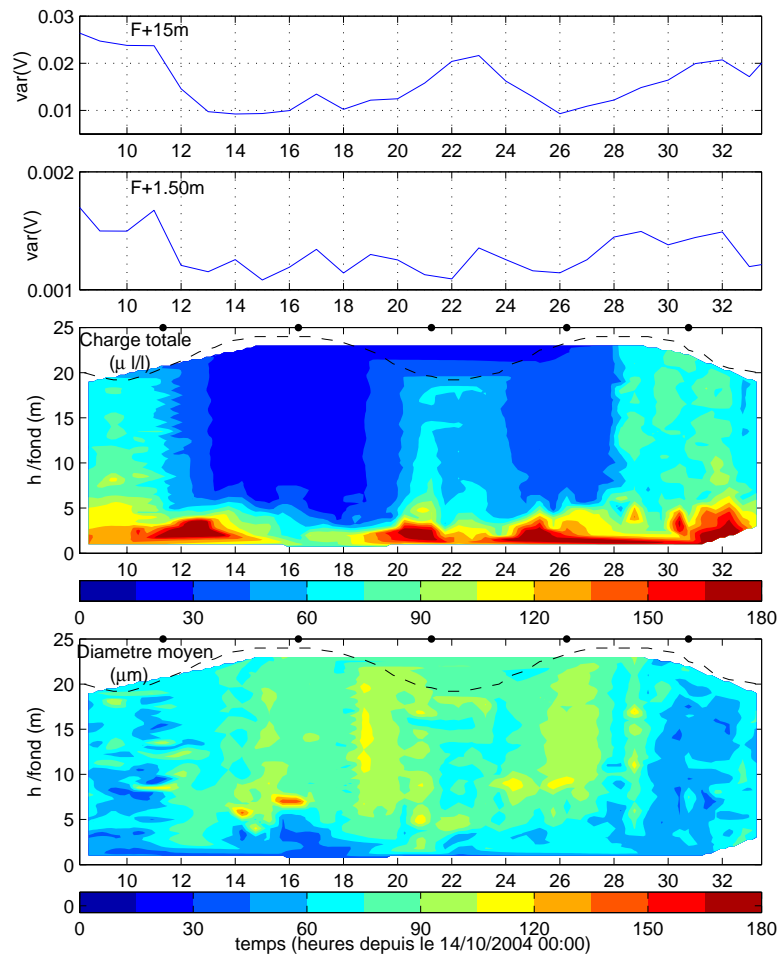 F+15m
var(V)
0.03
0.02
0.01
10 12 14 16 18 20 22 24 26 28 30 32
F+1.50m
var(V)
0.002
0.001
10 12 14 16 18 20 22 24 26 28 30 32
Charge totale
(μ l/l)
h /fond (m)
25
20
15
10
5
0
10 12 14 16 18 20 22 24 26 28 30 32
0 30 60 90 120 150 180
Diametre moyen
(μm)
h /fond (m)
25
20
15
10
5
0
10 12 14 16 18 20 22 24 26 28 30 32
0
0 30 60 90 120 150 180
temps (heures depuis le 14/10/2004 00:00)